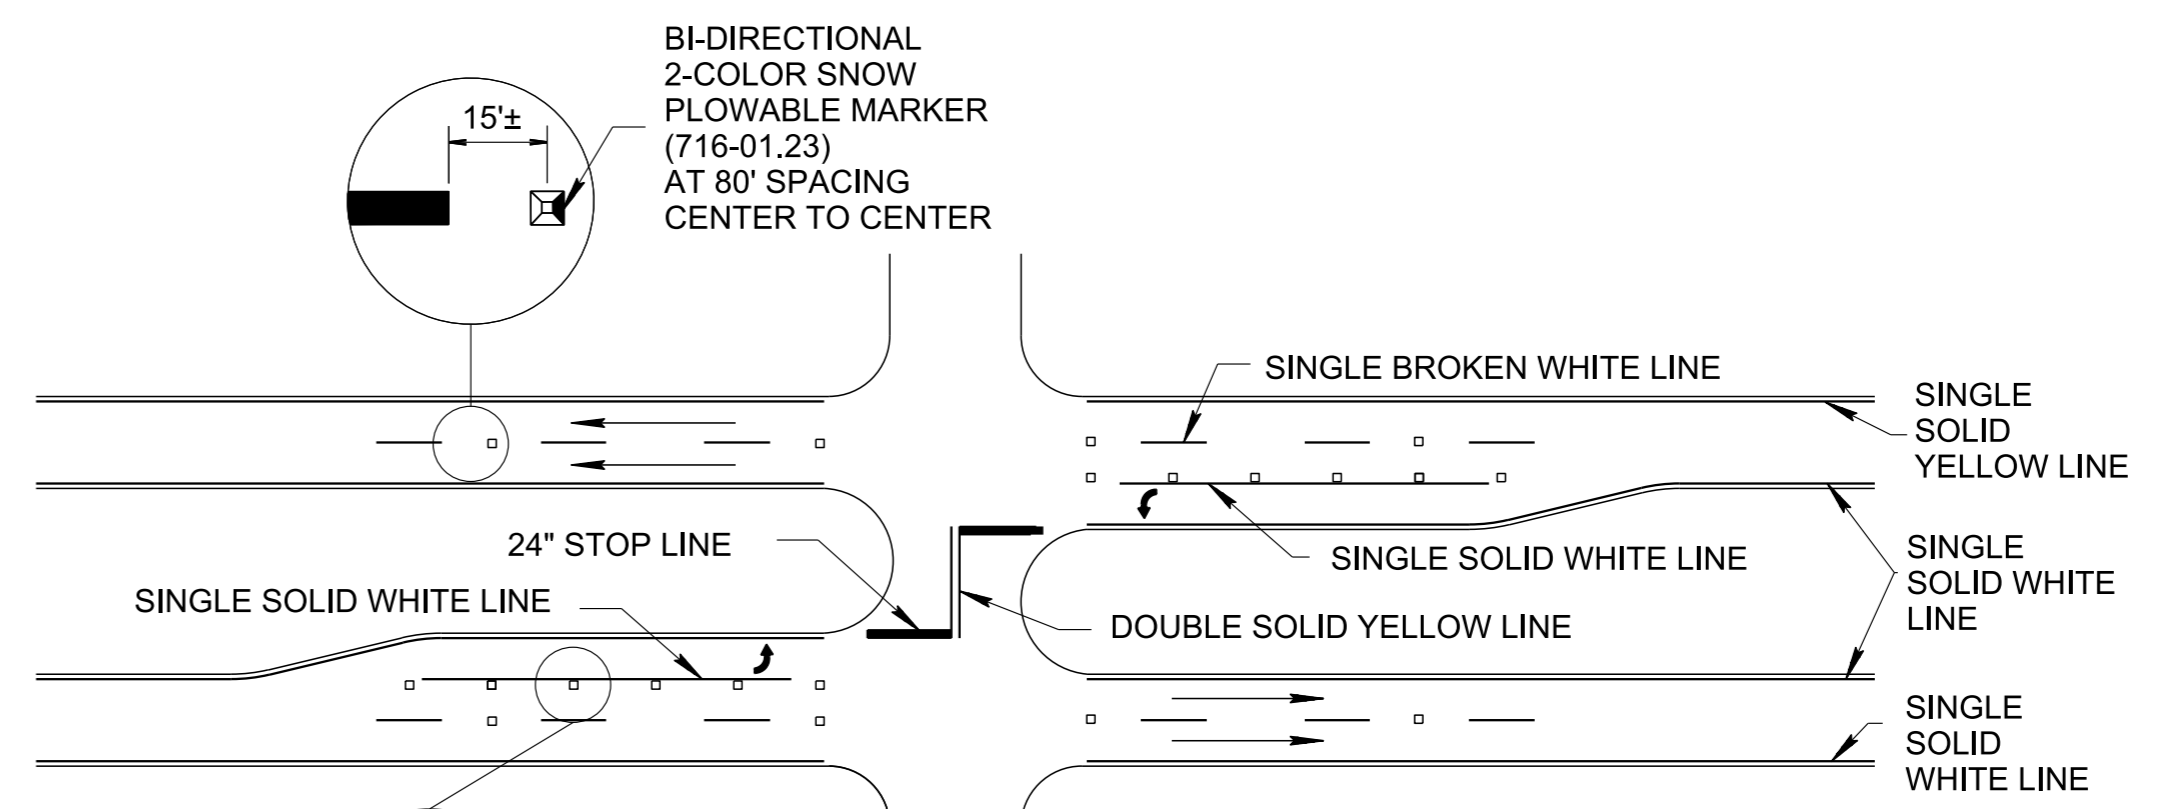 BI-DIRECTIONAL
2-COLOR SNOW
PLOWABLE MARKER
(716-01.23)
AT 80' SPACING
CENTER TO CENTER
15'±
SINGLE BROKEN WHITE LINE
SINGLE
SOLID
YELLOW LINE
24" STOP LINE
SINGLE SOLID WHITE LINE
SINGLE
SOLID WHITE
LINE
SINGLE SOLID WHITE LINE
DOUBLE SOLID YELLOW LINE
SINGLE
SOLID
WHITE LINE